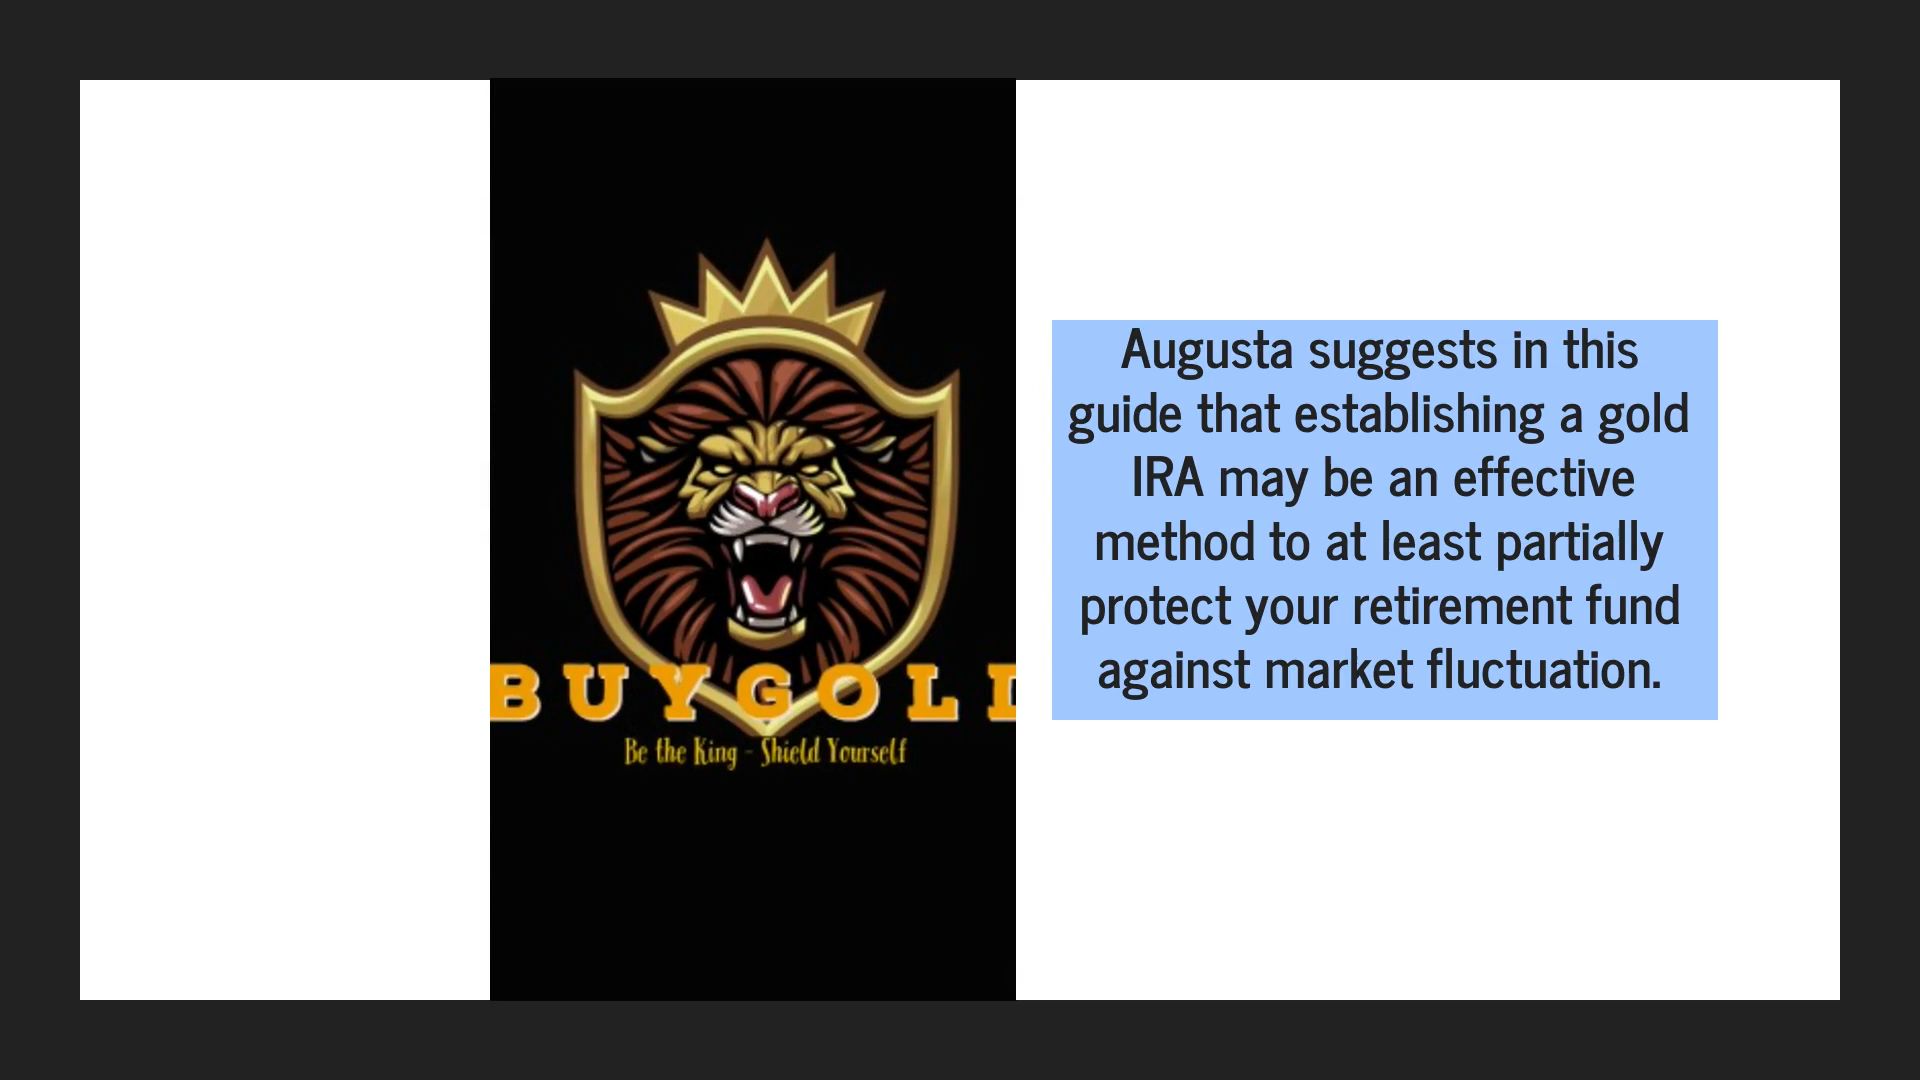 BUYGOL
Be the King - Shield Yourself
Augusta suggests in this
guide that establishing a gold
IRA may be an effective
method to at least partially
protect your retirement fund
against market fluctuation.